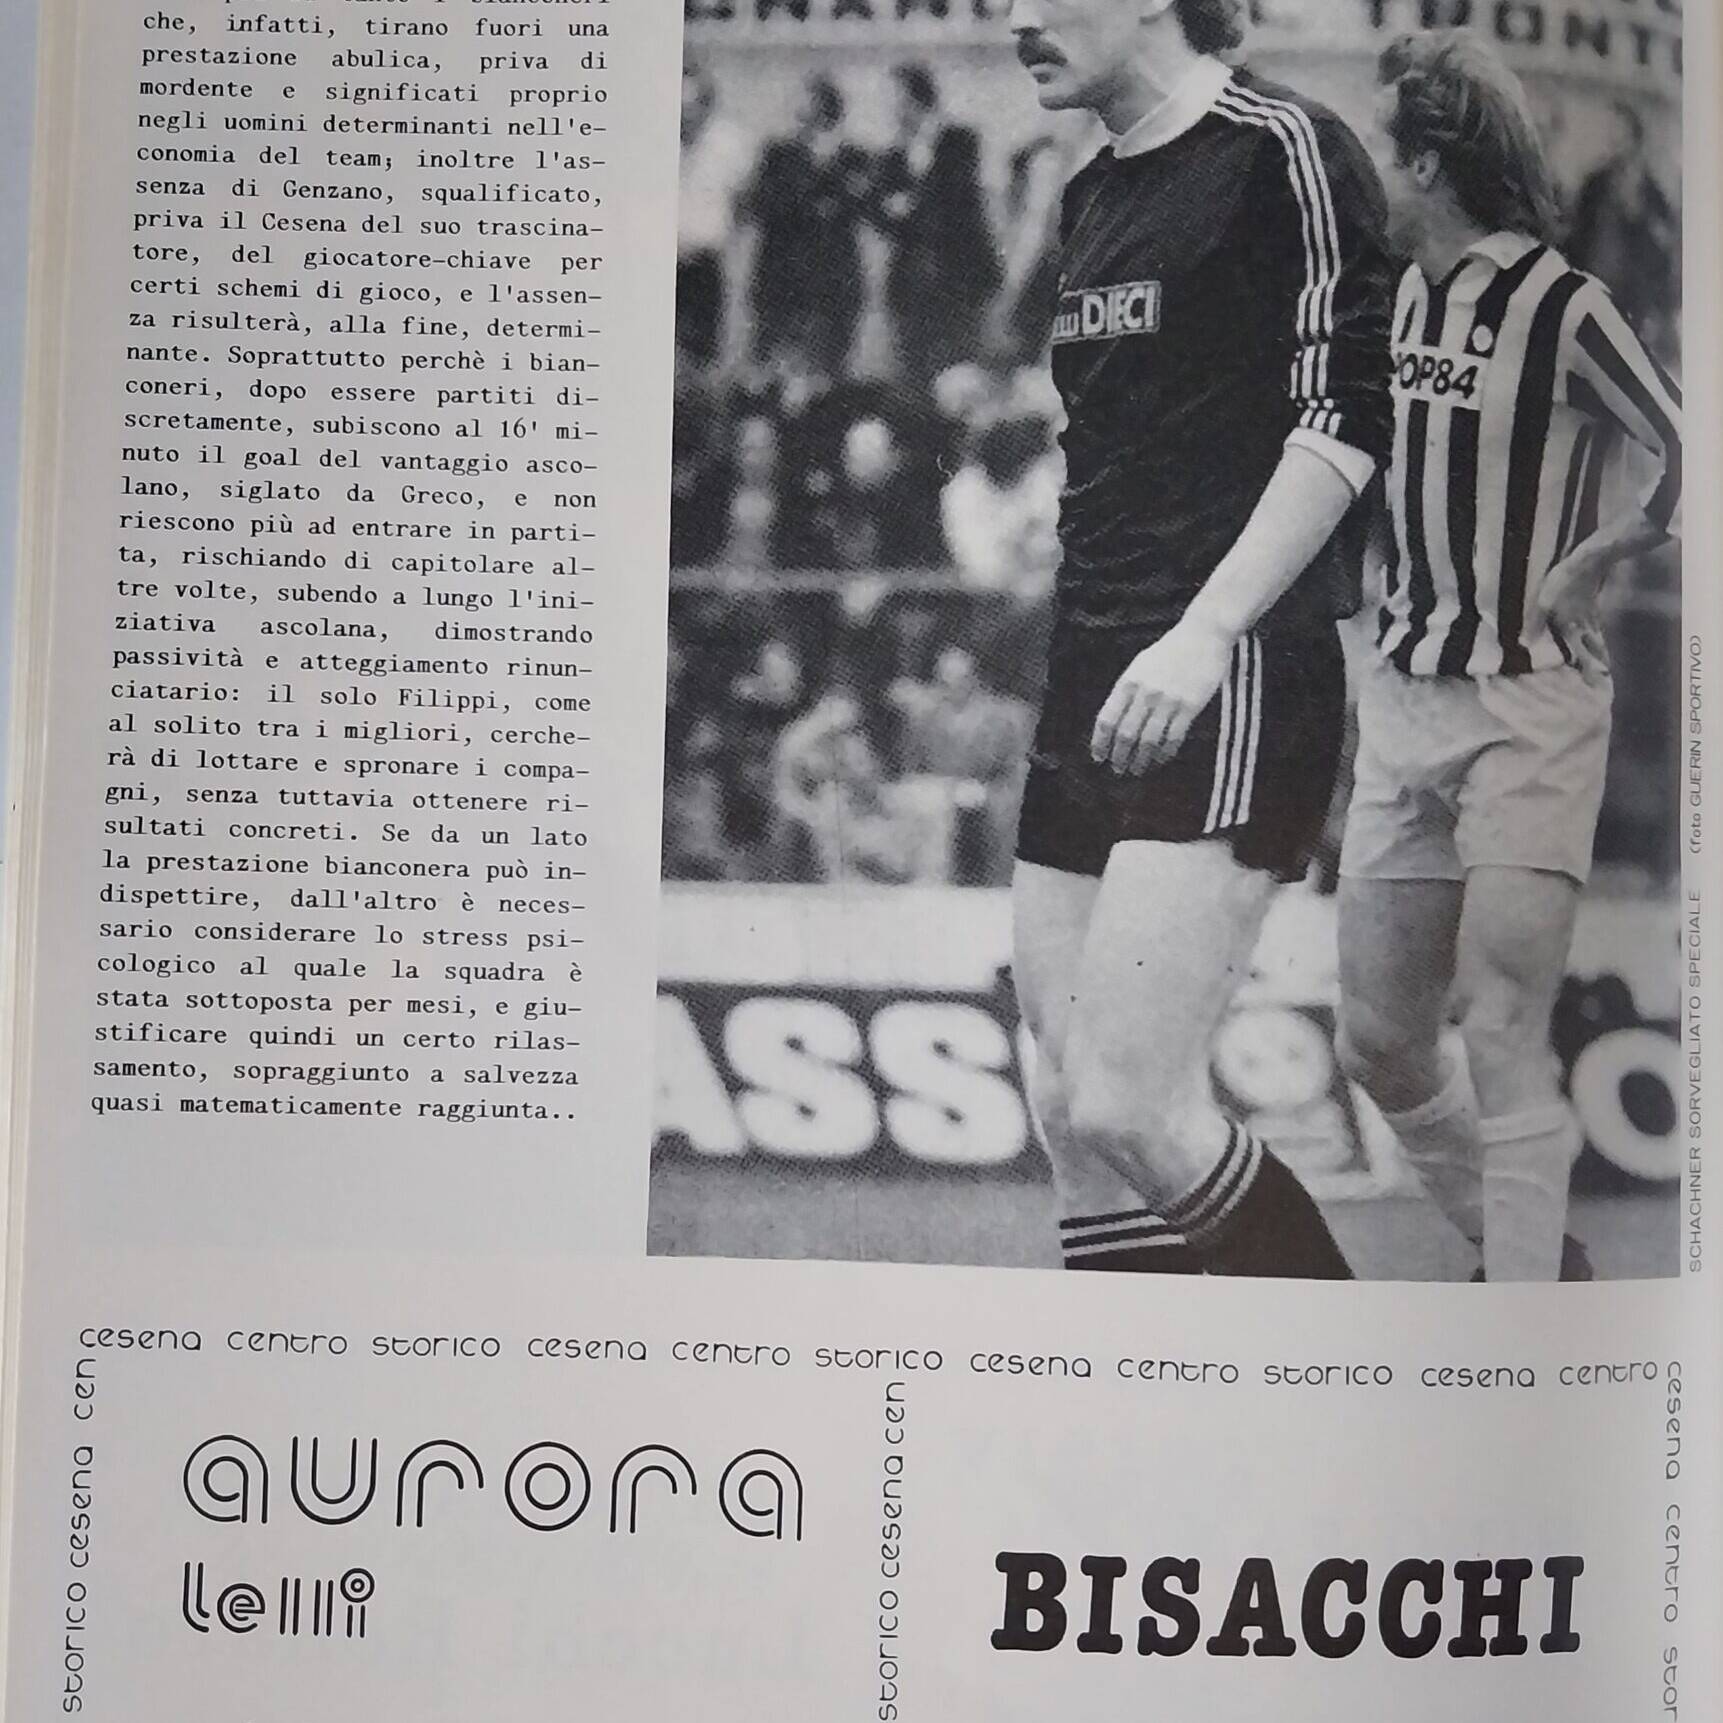 che, infatti, tirano fuori una
prestazione abulica, priva di
mordente e significati proprio
negli uomini determinanti nell'e-
conomia del team; inoltre l'as-
senza di Genzano, squalificato,
priva il Cesena del suo trascina-
tore, del giocatore-chiave per
certi schemi di gioco, e l'assen-
za risulterà, alla fine, determi-
nante. Soprattutto perchè i bian-
coneri, dopo essere partiti di-
scretamente, subiscono al 16' mi-
nuto il goal del vantaggio asco-
lano, siglato da Greco, e non
riescono più ad entrare in parti-
ta, rischiando di capitolare al-
tre volte, subendo a lungo l'ini-
ziativa ascolana, dimostrando
passività e atteggiamento rinun-
ciatario: il solo Filippi, come
al solito tra i migliori, cerche-
rà di lottare e spronare i compa-
gni, senza tuttavia ottenere ri-
sultati concreti. Se da un lato
la prestazione bianconera può in-
dispettire, dall'altro è neces-
sario considerare lo stress psi-
cologico al quale la squadra è
stata sottoposta per mesi, e giu-
stificare quindi un certo rilas-
samento, sopraggiunto a salvezza
quasi matematicamente raggiunta..
DIECI
POP84
ASS
SCHACHNER SORVEGLIATO SPECIALE (foto GUERIN SPORTIVO)
cesena centro storico cesena centro storico cesena centro storico cesena centro
storico cesena cen
aurora
lelli
storico cesena cen
BISACCHI
cesena centro stor